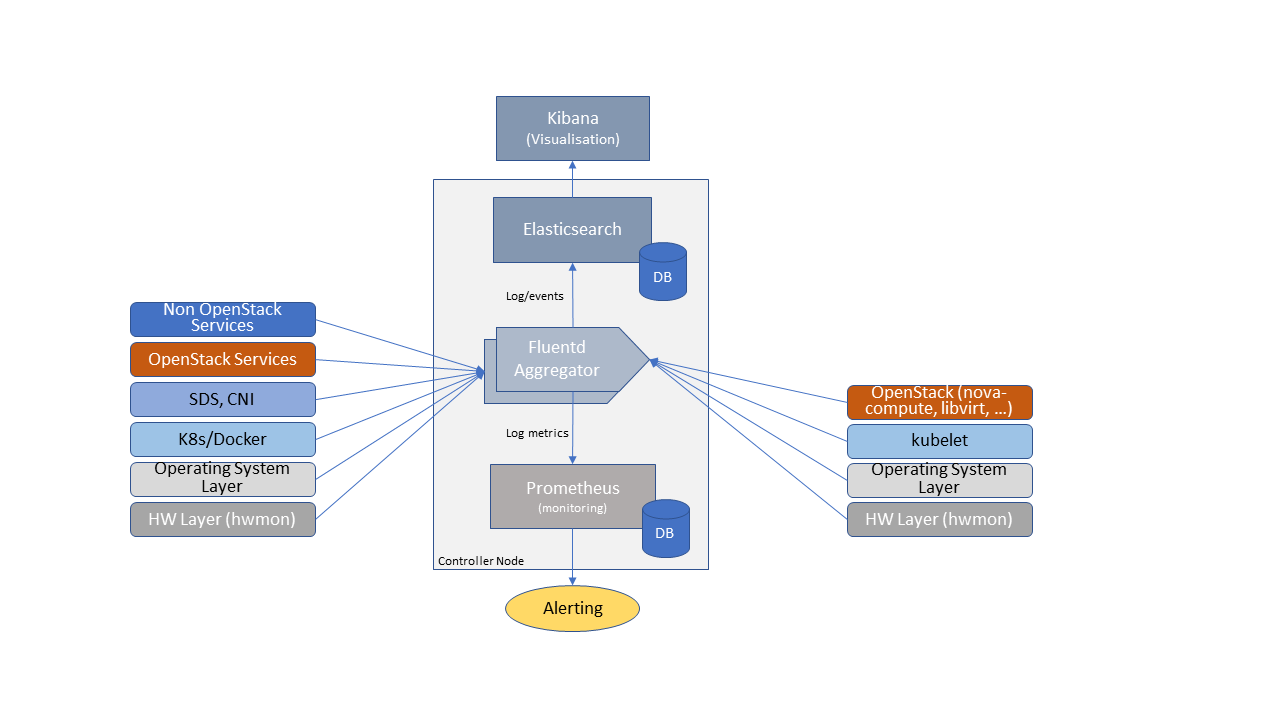 Kibana
(Visualisation)
Elasticsearch
DB
Log/events
Non OpenStack
Services
OpenStack Services
SDS, CNI
K8s/Docker
Operating System
Layer
HW Layer (hwmon)
Fluentd
Aggregator
OpenStack (nova-
compute, libvirt, ...)
kubelet
Operating System
Layer
HW Layer (hwmon)
Log metrics
Prometheus
(monitoring)
DB
Controller Node
Alerting